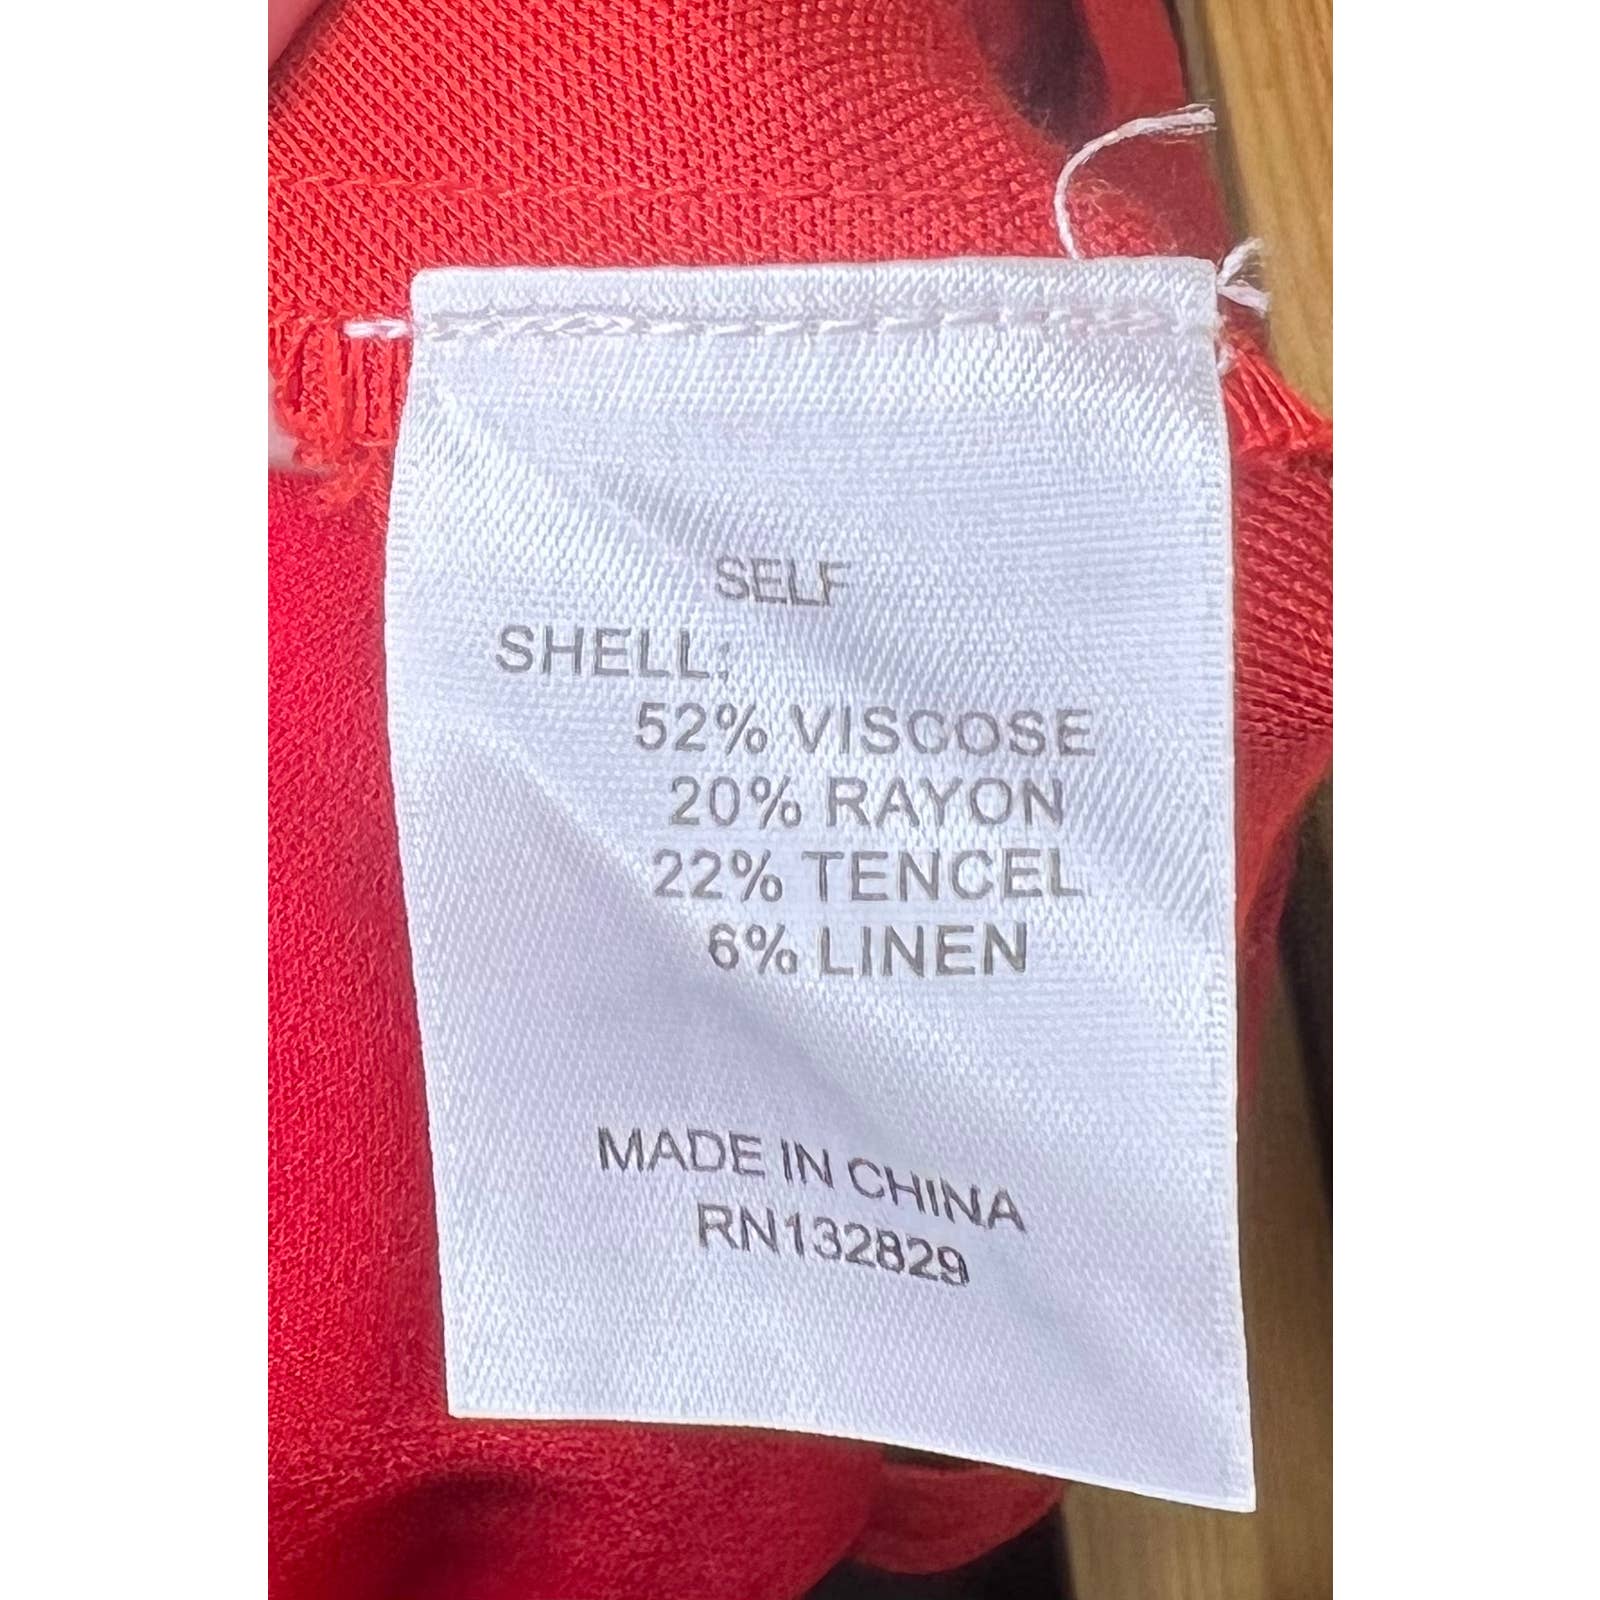 SELF
SHELL:
52% VISCOSE
20% RAYON
22% TENCEL
6% LINEN
MADE IN CHINA
RN132829